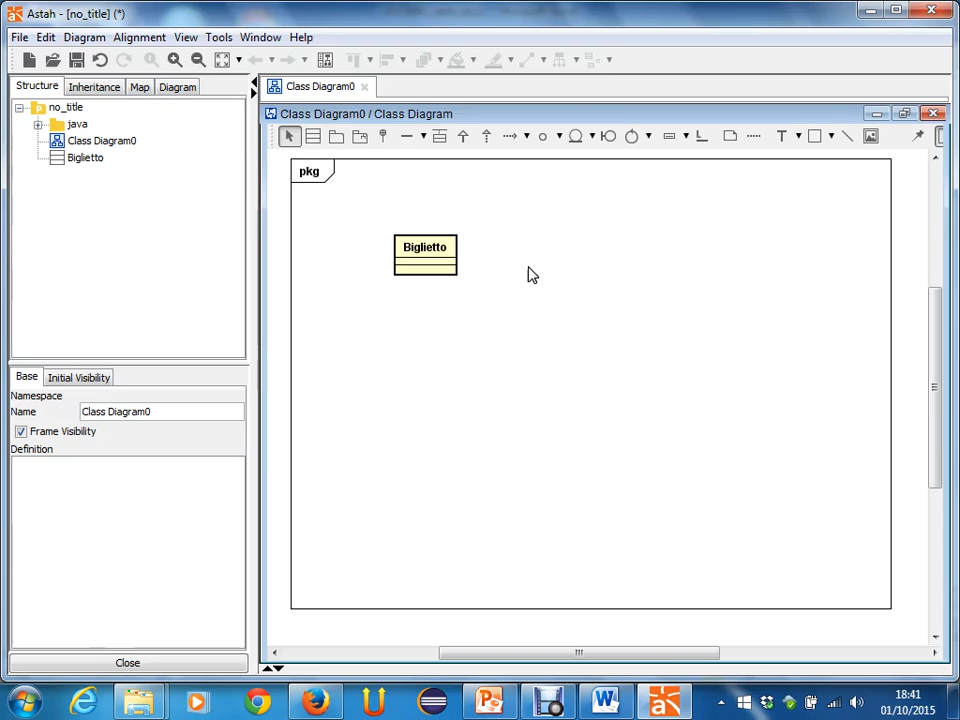 Astah - [no_title] (*)
File Edit Diagram Alignment View Tools Window Help
Structure Inheritance Map Diagram
no_title
java
Class Diagram0
Biglietto
Base Initial Visibility
Namespace
Name Class Diagram0
Frame Visibility
Definition
Close
Class Diagram0
Class Diagram0 / Class Diagram
T
pkg
Biglietto
18:41
01/10/2015